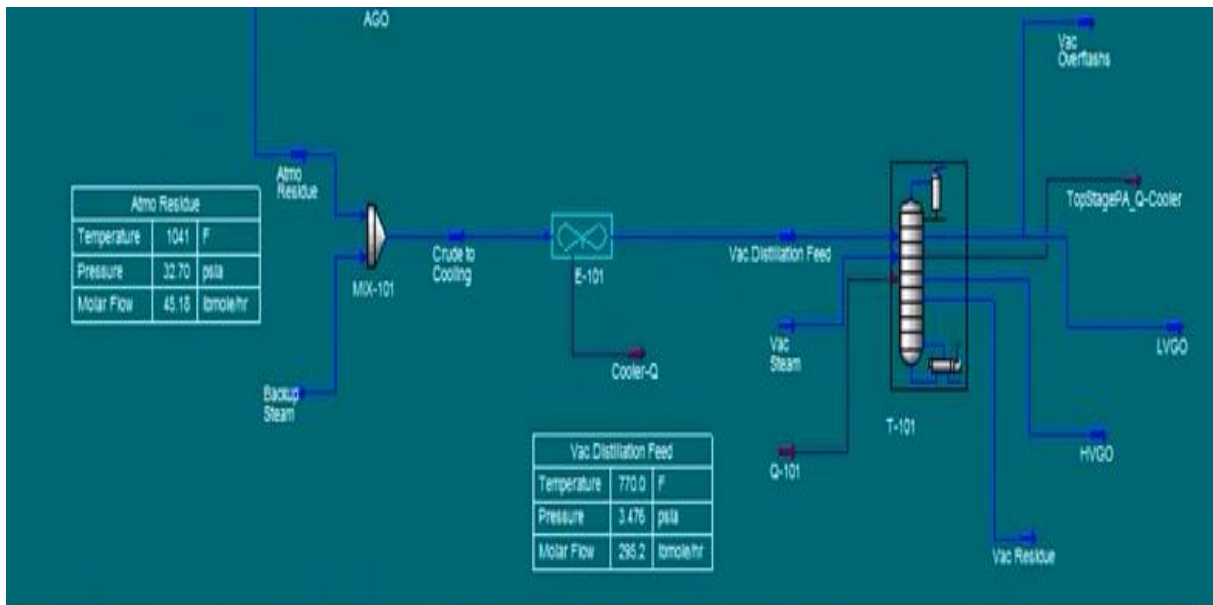 AGO
Vac
Overflashs
Atmo
Residue
TopStagePA_Q-Cooler
Atmo Residue
Temperature 1041 F
Pressure 32.70 psia
Molar Flow 45.18 lbmole/hr
MIX-101
Crude to
Cooling
E-101
Vac.Distillation Feed
Vac
Steam
LVGO
Cooler-Q
Backup
Steam
T-101
HVGO
Vac.Distillation Feed
Temperature 770.0 F
Pressure 3.476 psia
Molar Flow 295.2 lbmole/hr
Q-101
Vac Residue